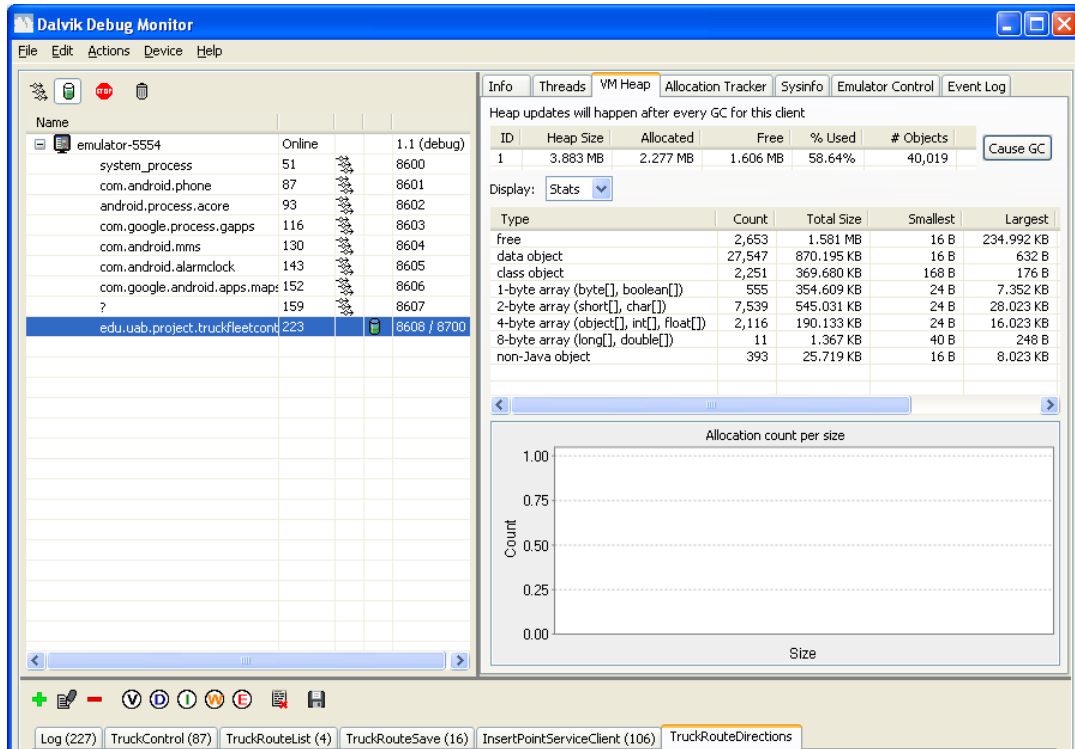 Dalvik Debug Monitor
File Edit Actions Device Help
STOP
Name
emulator-5554 Online 1.1 (debug)
system_process 51 8600
com.android.phone 87 8601
android.process.acore 93 8602
com.google.process.gapps 116 8603
com.android.mms 130 8604
com.android.alarmclock 143 8605
com.google.android.apps.maps 152 8606
? 159 8607
edu.uab.project.truckfleetcont 223 8608 / 8700
Info Threads VM Heap Allocation Tracker Sysinfo Emulator Control Event Log
Heap updates will happen after every GC for this client
ID Heap Size Allocated Free % Used # Objects
1 3.883 MB 2.277 MB 1.606 MB 58.64% 40,019
Cause GC
Display: Stats
Type Count Total Size Smallest Largest
free 2,653 1.581 MB 16 B 234.992 KB
data object 27,547 870.195 KB 16 B 632 B
class object 2,251 369.680 KB 168 B 176 B
1-byte array (byte[], boolean[]) 555 354.609 KB 24 B 7.352 KB
2-byte array (short[], char[]) 7,539 545.031 KB 24 B 28.023 KB
4-byte array (object[], int[], float[]) 2,116 190.133 KB 24 B 16.023 KB
8-byte array (long[], double[]) 11 1.367 KB 40 B 248 B
non-Java object 393 25.719 KB 16 B 8.023 KB
Allocation count per size
1.00
0.75
0.50
0.25
0.00
Count
Size
V D I W E
Log (227) TruckControl (87) TruckRouteList (4) TruckRouteSave (16) InsertPointServiceClient (106) TruckRouteDirections